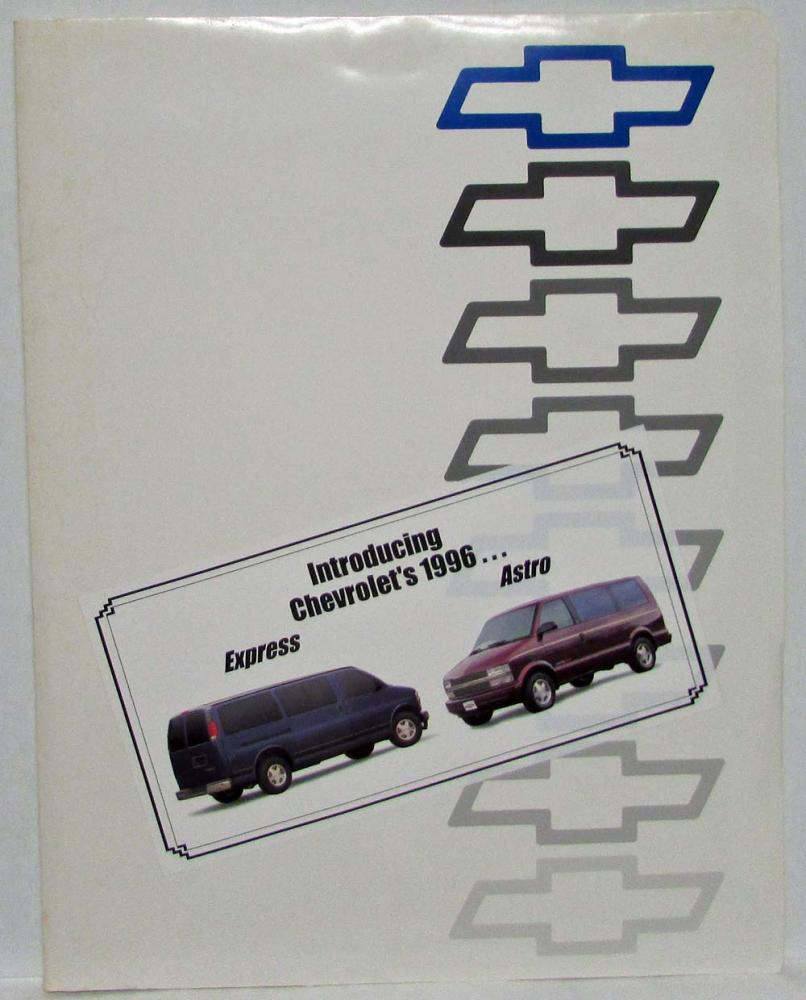 Introducing
Chevrolet's 1996 ...
Astro
Express